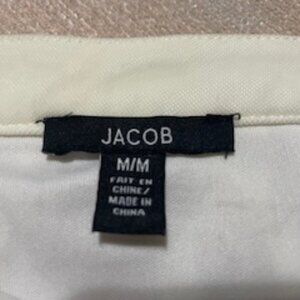 JACOB
M/M
FAIT EN
CHINE/
MADE IN
CHINA